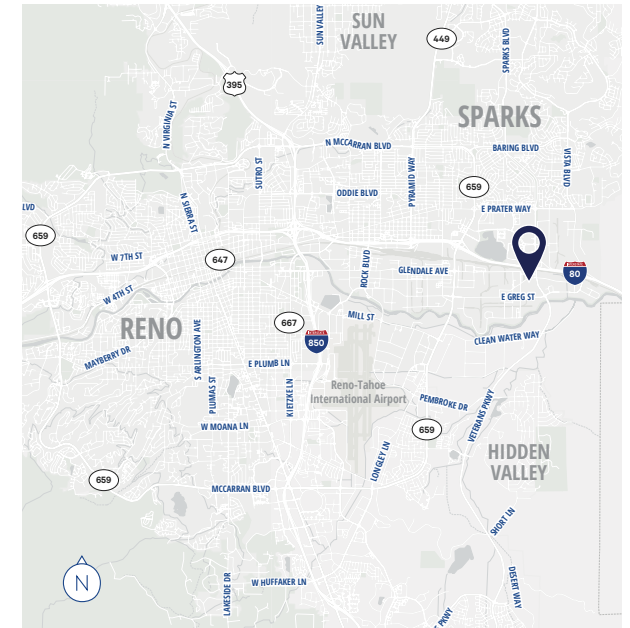 SUN VALLEY
SUN
VALLEY
449
SPARKS BLVD
395
SPARKS
N VIRGINIA ST
N MCCARRAN BLVD
BARING BLVD
VISTA BLVD
SUTRO ST
PYRAMID WAY
ODDIE BLVD
659
N SIERRA ST
LVD
E PRATER WAY
659
W 7TH ST
647
ROCK BLVD
GLENDALE AVE
80
W 4TH ST
E GREG ST
RENO
667
MILL ST
850
CLEAN WATER WAY
MAYBERRY DR
S ARLINGTON AVE
E PLUMB LN
PLUMAS ST
KIETZKE LN
Reno-Tahoe
International Airport
PEMBROKE DR
VETERANS PKWY
W MOANA LN
659
HIDDEN
VALLEY
LONGLEY LN
659
MCCARRAN BLVD
SHORT LN
N
LAKESIDE DR
W HUFFAKER LN
DESERT WAY
PKWY